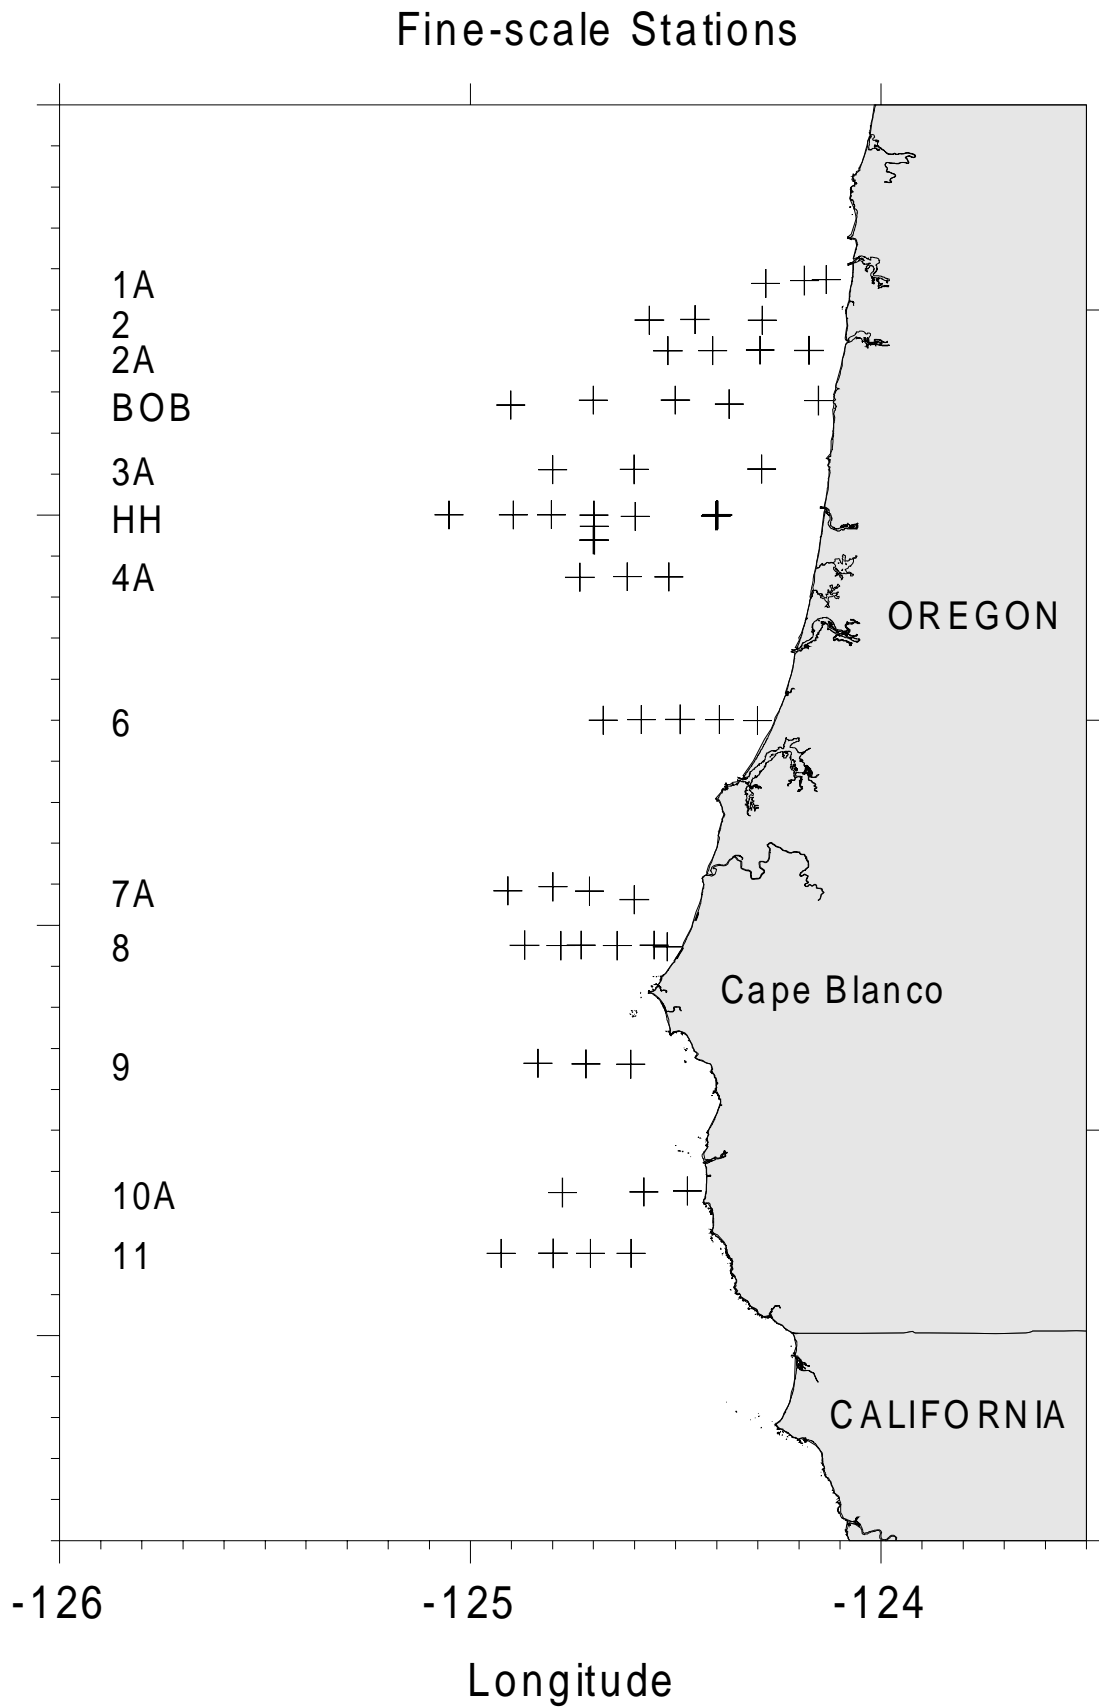 Fine-scale Stations
1A
2
2A
BOB
3A
HH
4A
OREGON
6
7A
8
Cape Blanco
9
10A
11
CALIFORNIA
-126 -125 -124
Longitude